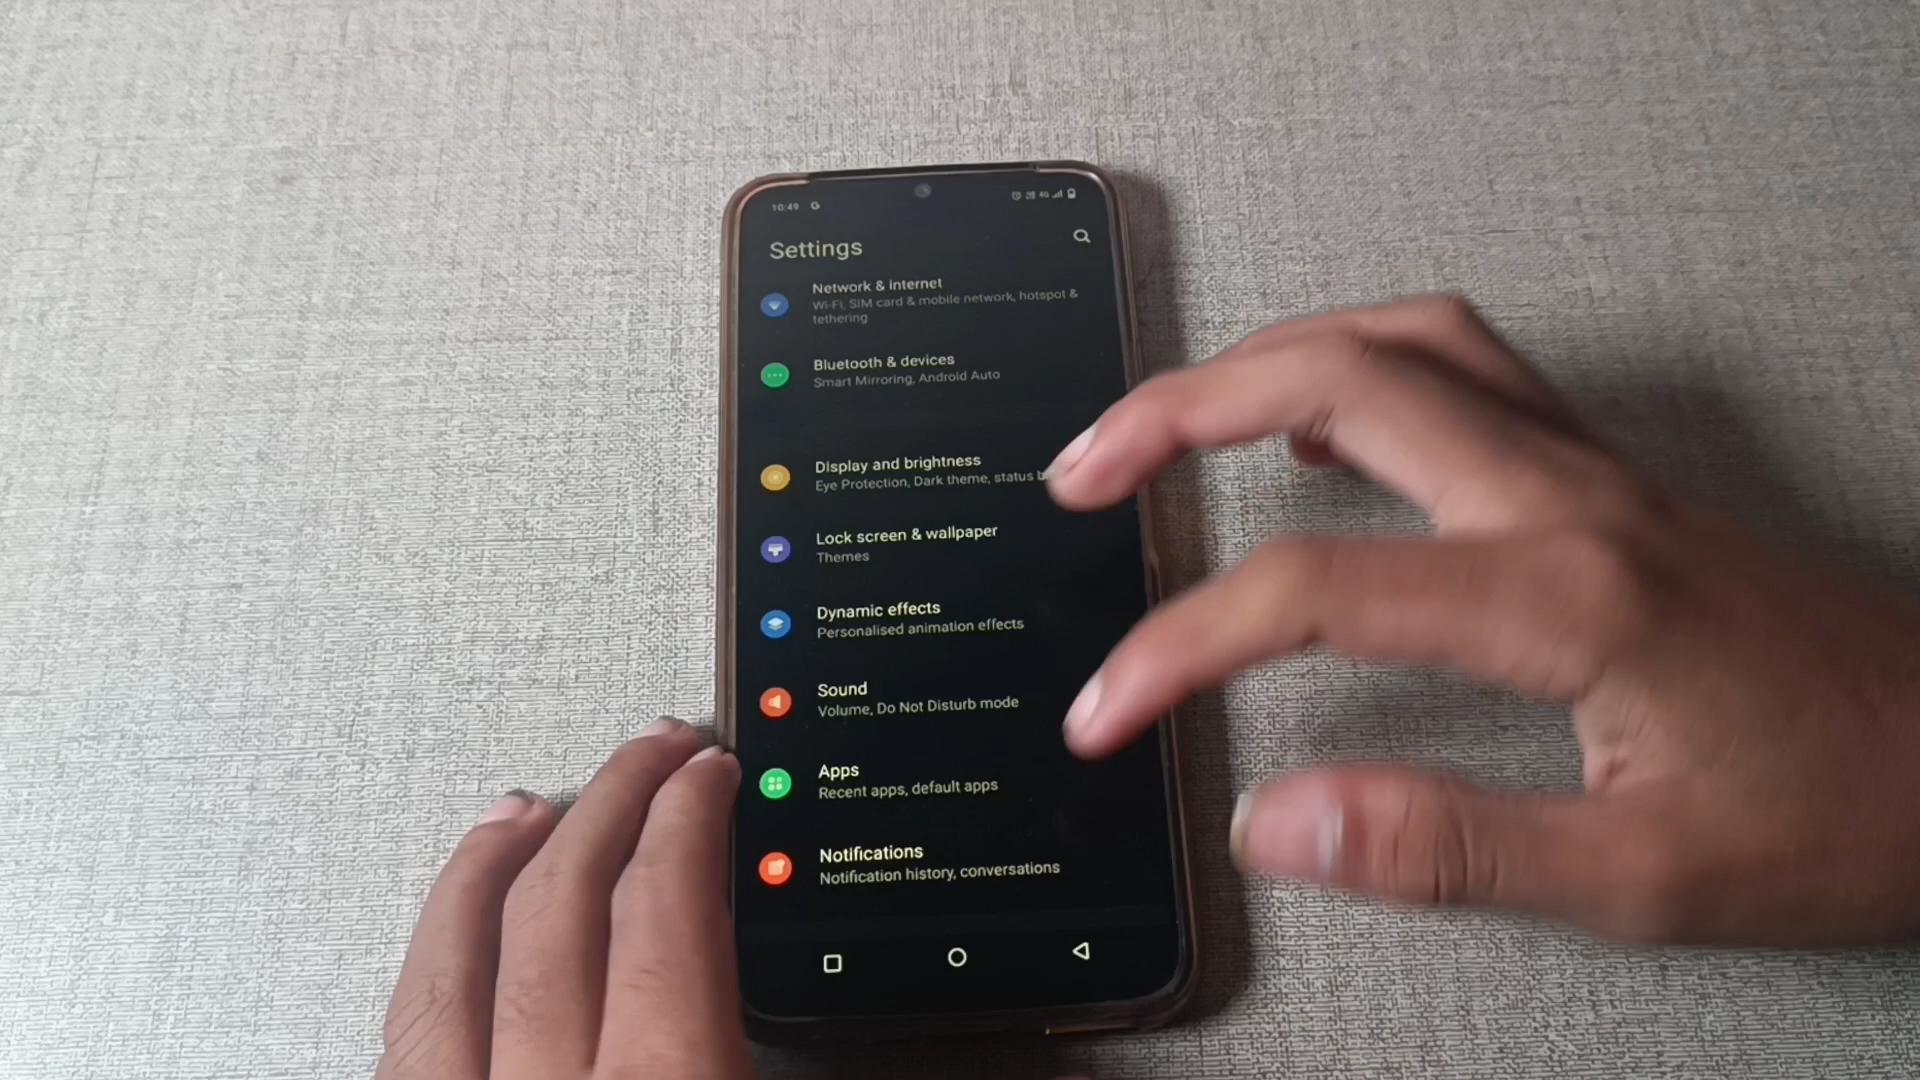 10:49 G
4G
Settings
Network & internet
Wi-Fi, SIM card & mobile network, hotspot &
tethering
Bluetooth & devices
Smart Mirroring, Android Auto
Display and brightness
Eye Protection, Dark theme, status
Lock screen & wallpaper
Themes
Dynamic effects
Personalised animation effects
Sound
Volume, Do Not Disturb mode
Apps
Recent apps, default apps
Notifications
Notification history, conversations